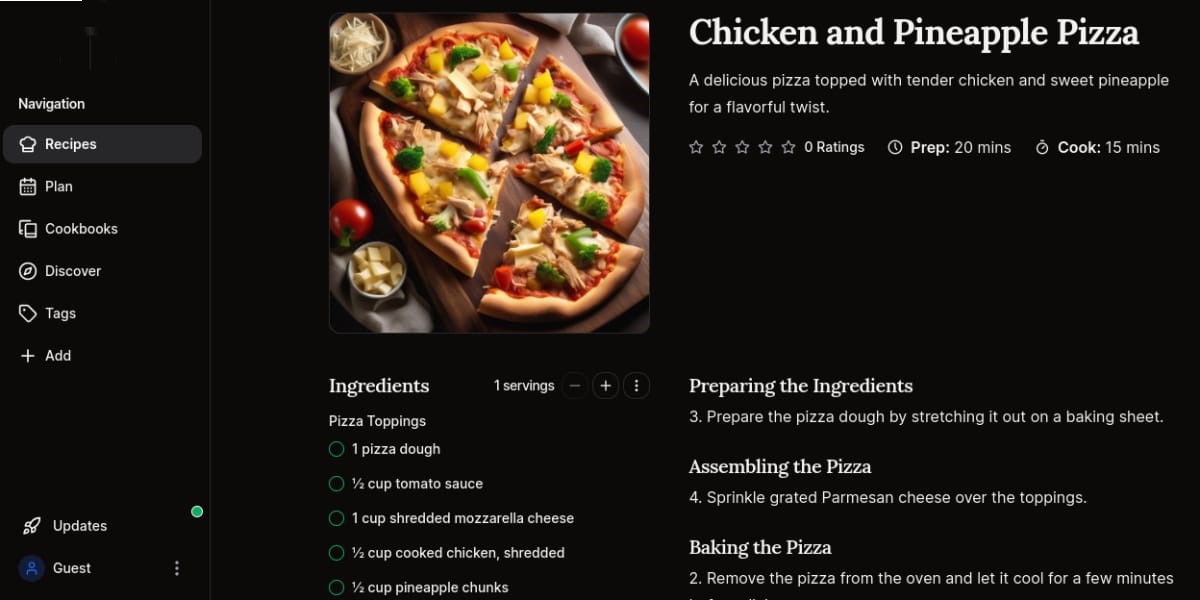 Navigation
Recipes
Plan
Cookbooks
Discover
Tags
Add
Updates
Guest
Chicken and Pineapple Pizza
A delicious pizza topped with tender chicken and sweet pineapple
for a flavorful twist.
0 Ratings Prep: 20 mins Cook: 15 mins
Ingredients 1 servings
Pizza Toppings
1 pizza dough
½ cup tomato sauce
1 cup shredded mozzarella cheese
½ cup cooked chicken, shredded
½ cup pineapple chunks
Preparing the Ingredients
3. Prepare the pizza dough by stretching it out on a baking sheet.
Assembling the Pizza
4. Sprinkle grated Parmesan cheese over the toppings.
Baking the Pizza
2. Remove the pizza from the oven and let it cool for a few minutes